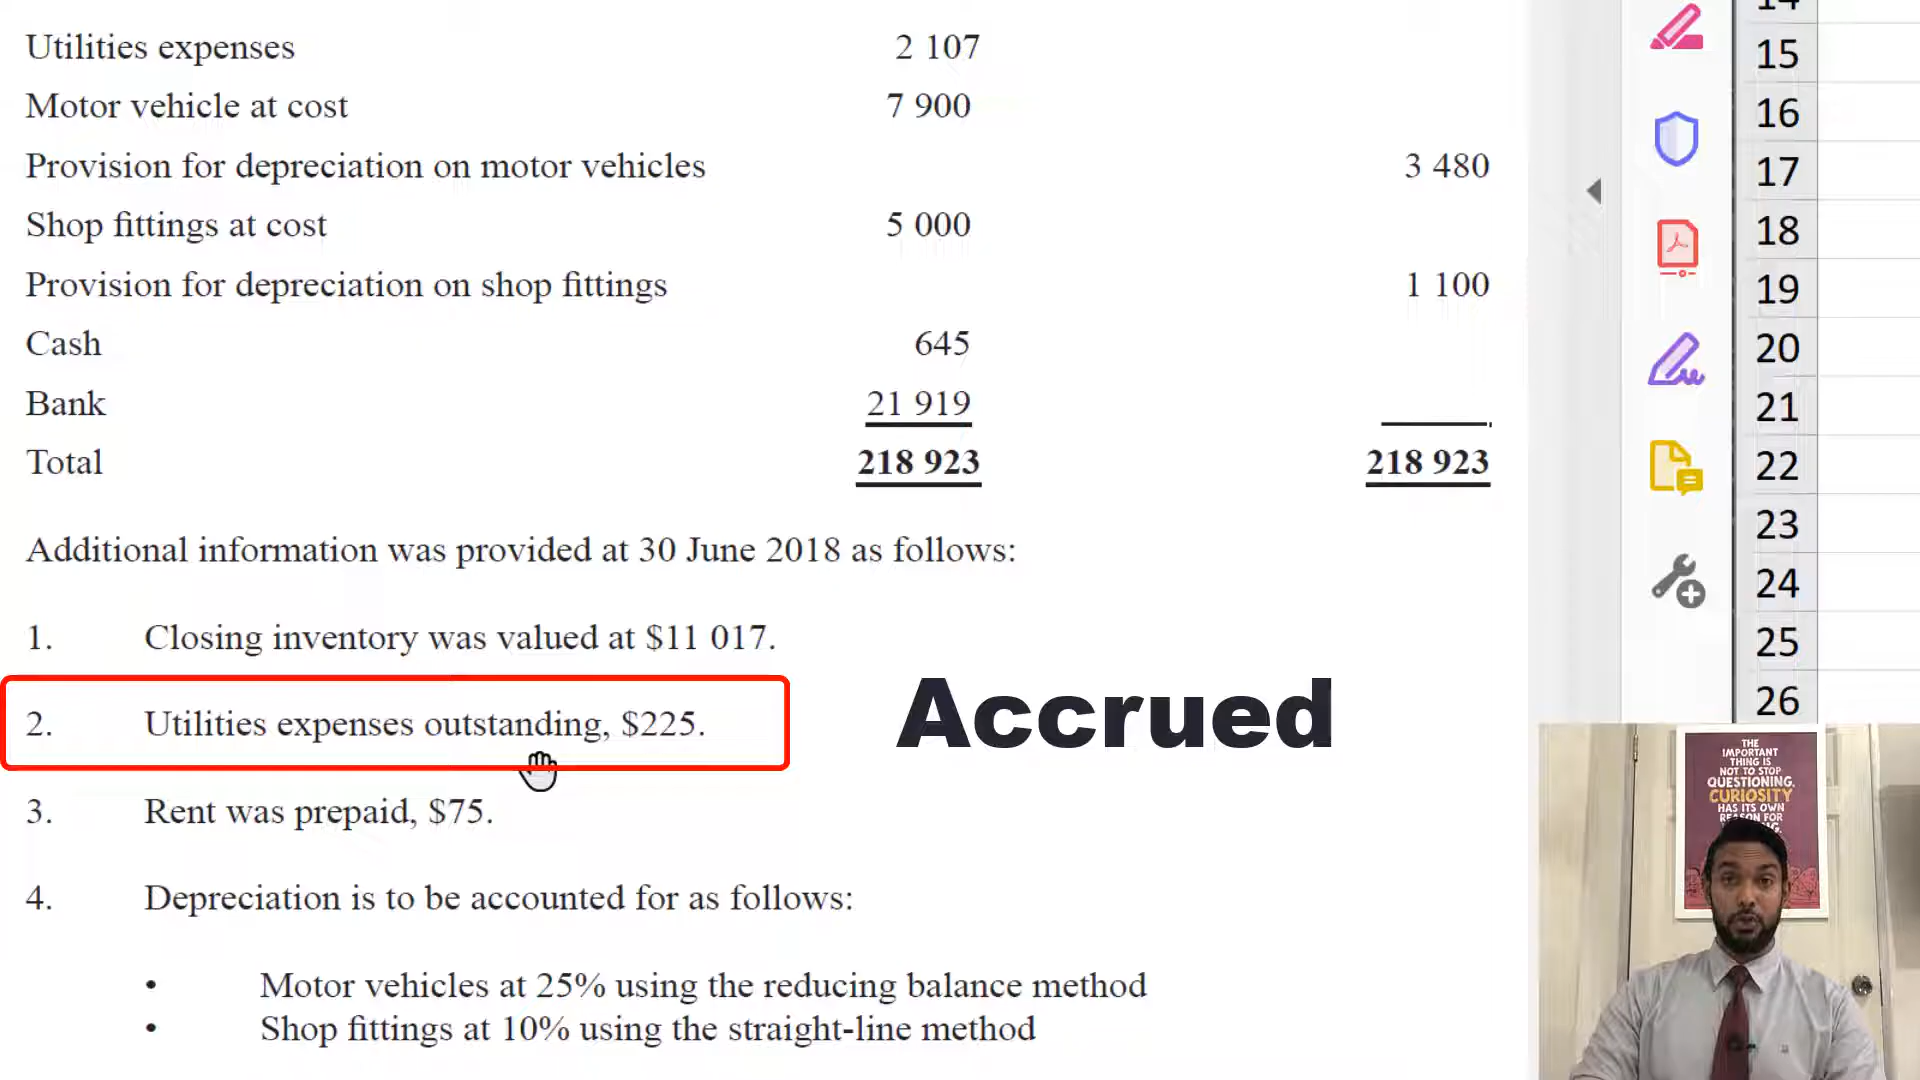 14
Utilities expenses 2 107
15
Motor vehicle at cost 7 900
16
Provision for depreciation on motor vehicles 3 480
17
Shop fittings at cost 5 000
18
Provision for depreciation on shop fittings 1 100
19
Cash 645
20
Bank 21 919
21
Total 218 923 218 923
22
23
Additional information was provided at 30 June 2018 as follows:
24
1. Closing inventory was valued at $11 017.
25
2. Utilities expenses outstanding, $225.
Accrued
26
3. Rent was prepaid, $75.
4. Depreciation is to be accounted for as follows:
• Motor vehicles at 25% using the reducing balance method
• Shop fittings at 10% using the straight-line method
THE
IMPORTANT
THING IS
NOT TO STOP
QUESTIONING.
CURIOSITY
HAS ITS OWN
REASON FOR